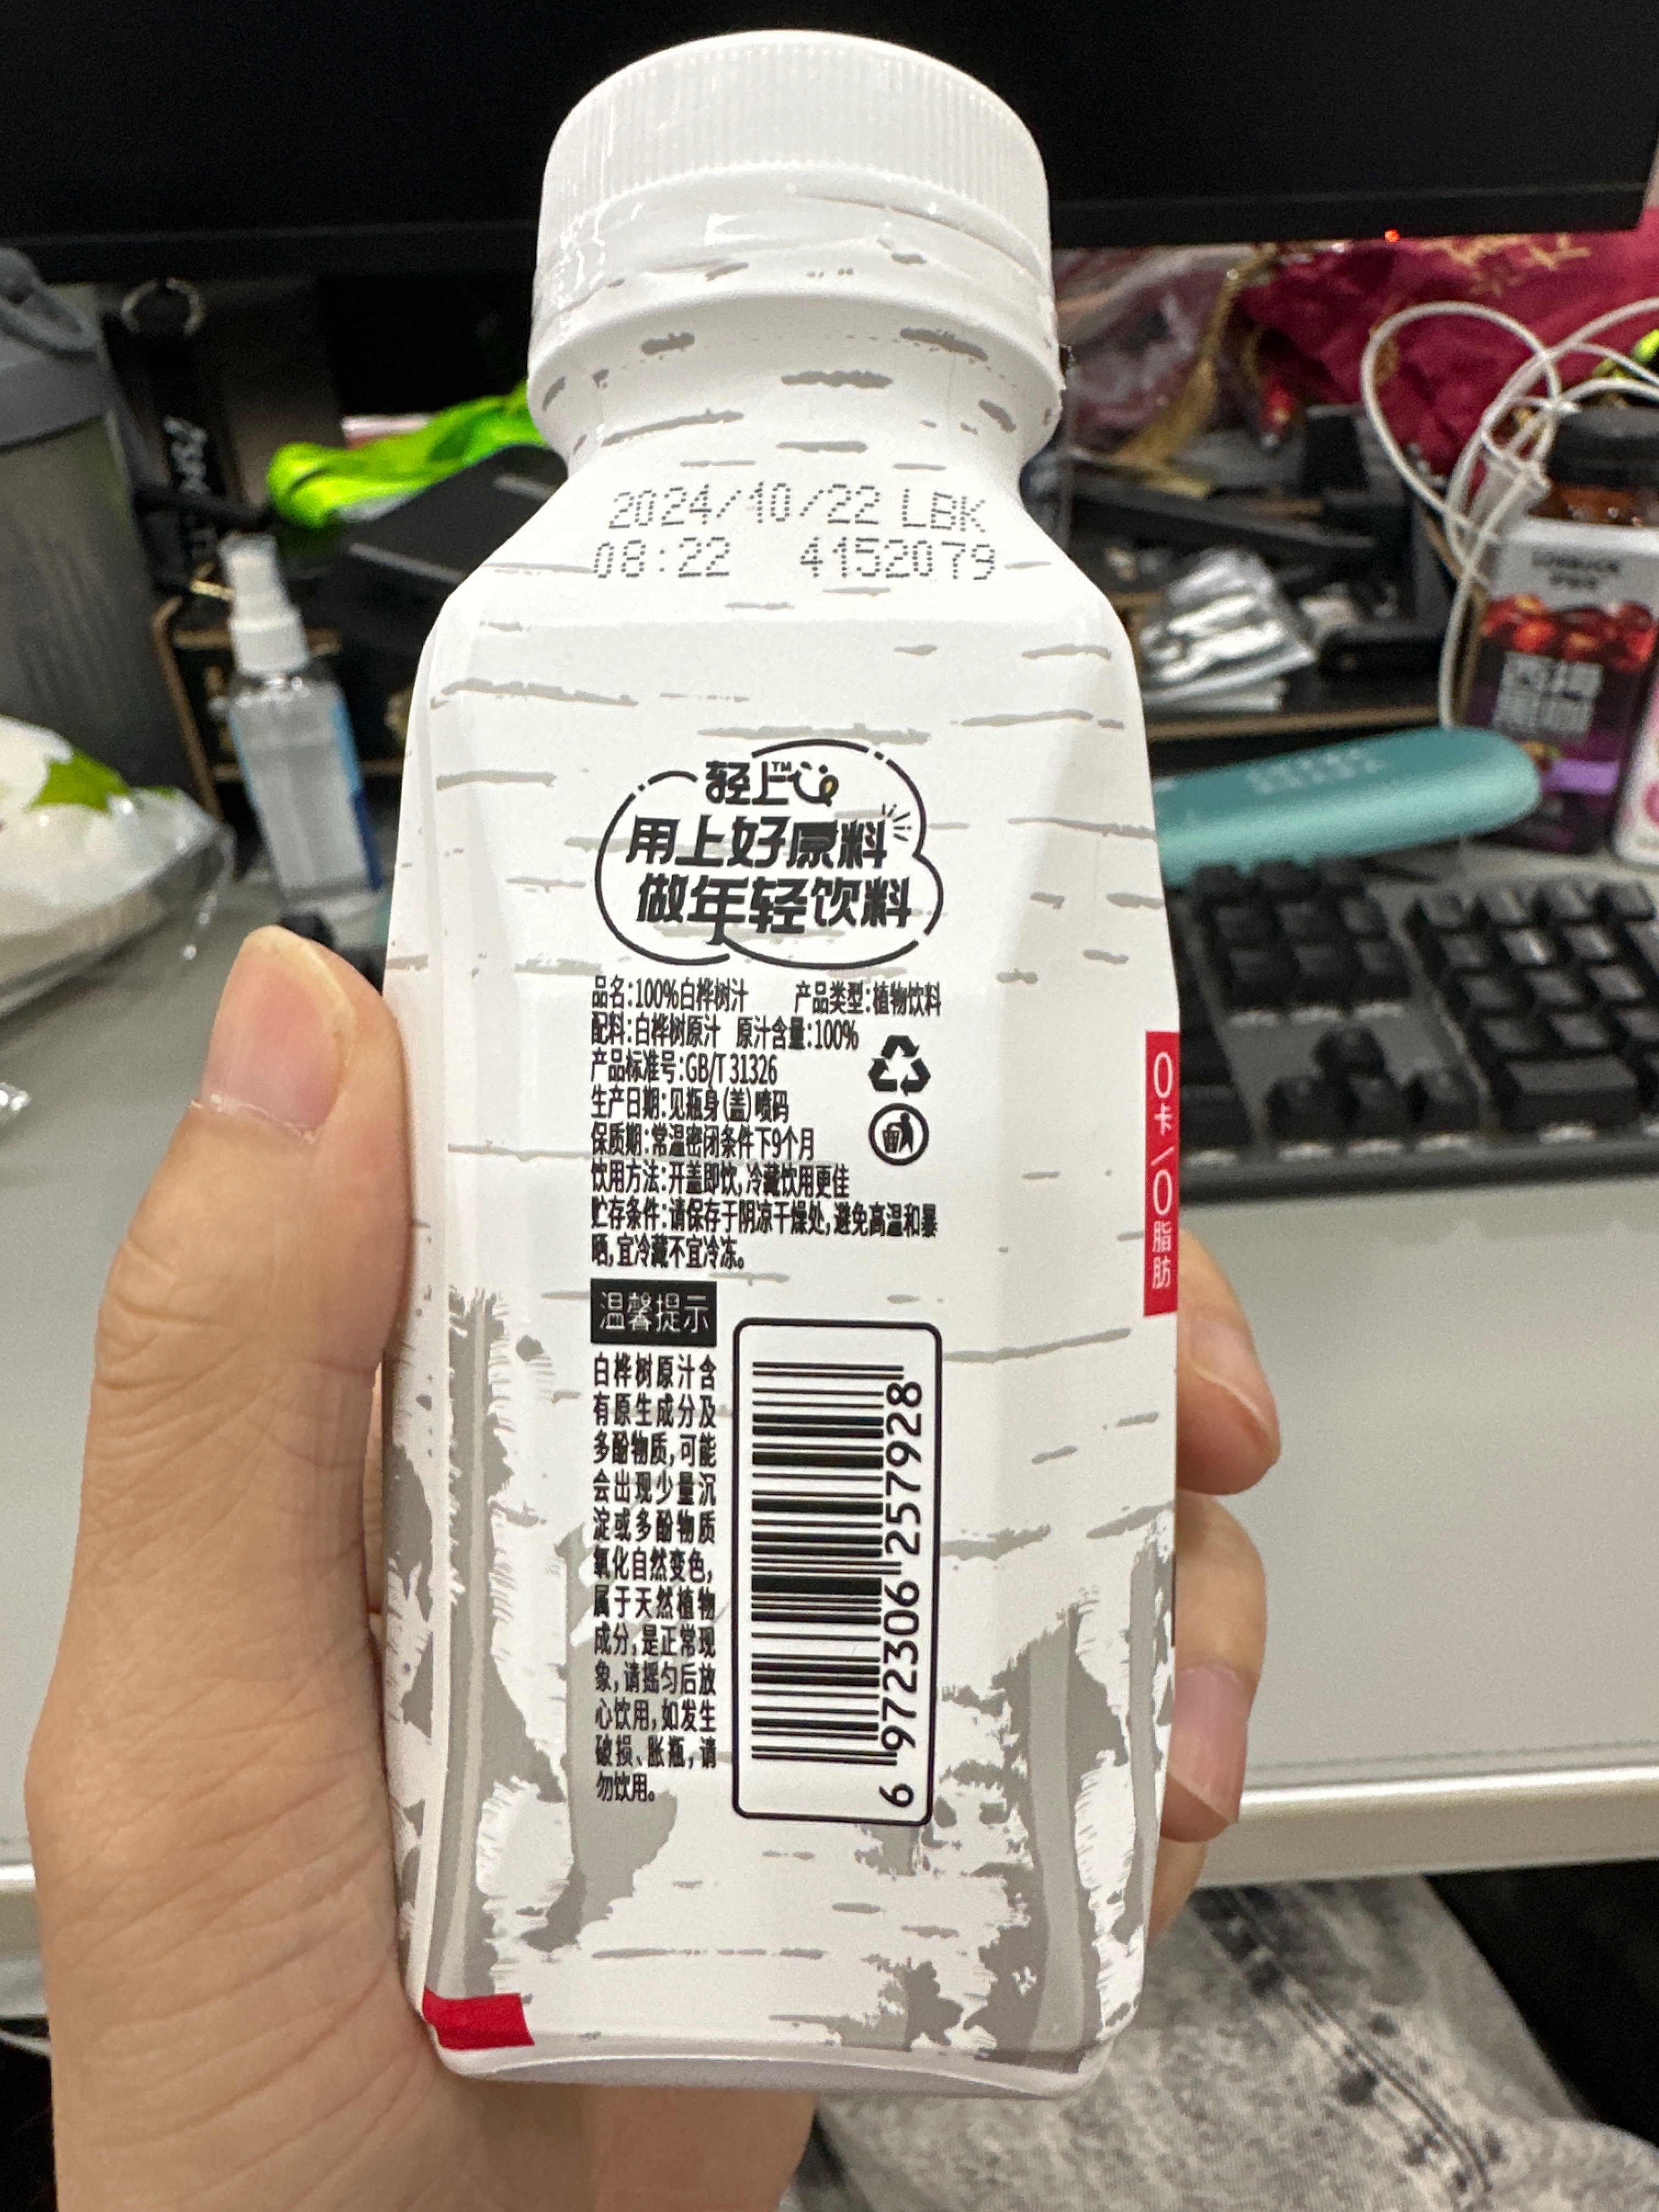 2024/10/22 LBK
08:22 4152079
轻上™
用上好原料
做年轻饮料
品名:100%白桦树汁 产品类型:植物饮料
配料:白桦树原汁 原汁含量:100%
产品标准号:GB/T 31326
生产日期:见瓶身(盖)喷码
保质期:常温密闭条件下9个月
饮用方法:开盖即饮,冷藏饮用更佳
贮存条件:请保存于阴凉干燥处,避免高温和暴
晒,宜冷藏不宜冷冻。
温馨提示
白桦树原汁含
有原生成分及
多酚物质,可能
会出现少量沉
淀或多酚物质
氧化自然变色,
属于天然植物
成分,是正常现
象,请摇匀后放
心饮用,如发生
破损、胀瓶,请
勿饮用。
6 972306 257928
0卡/0脂肪